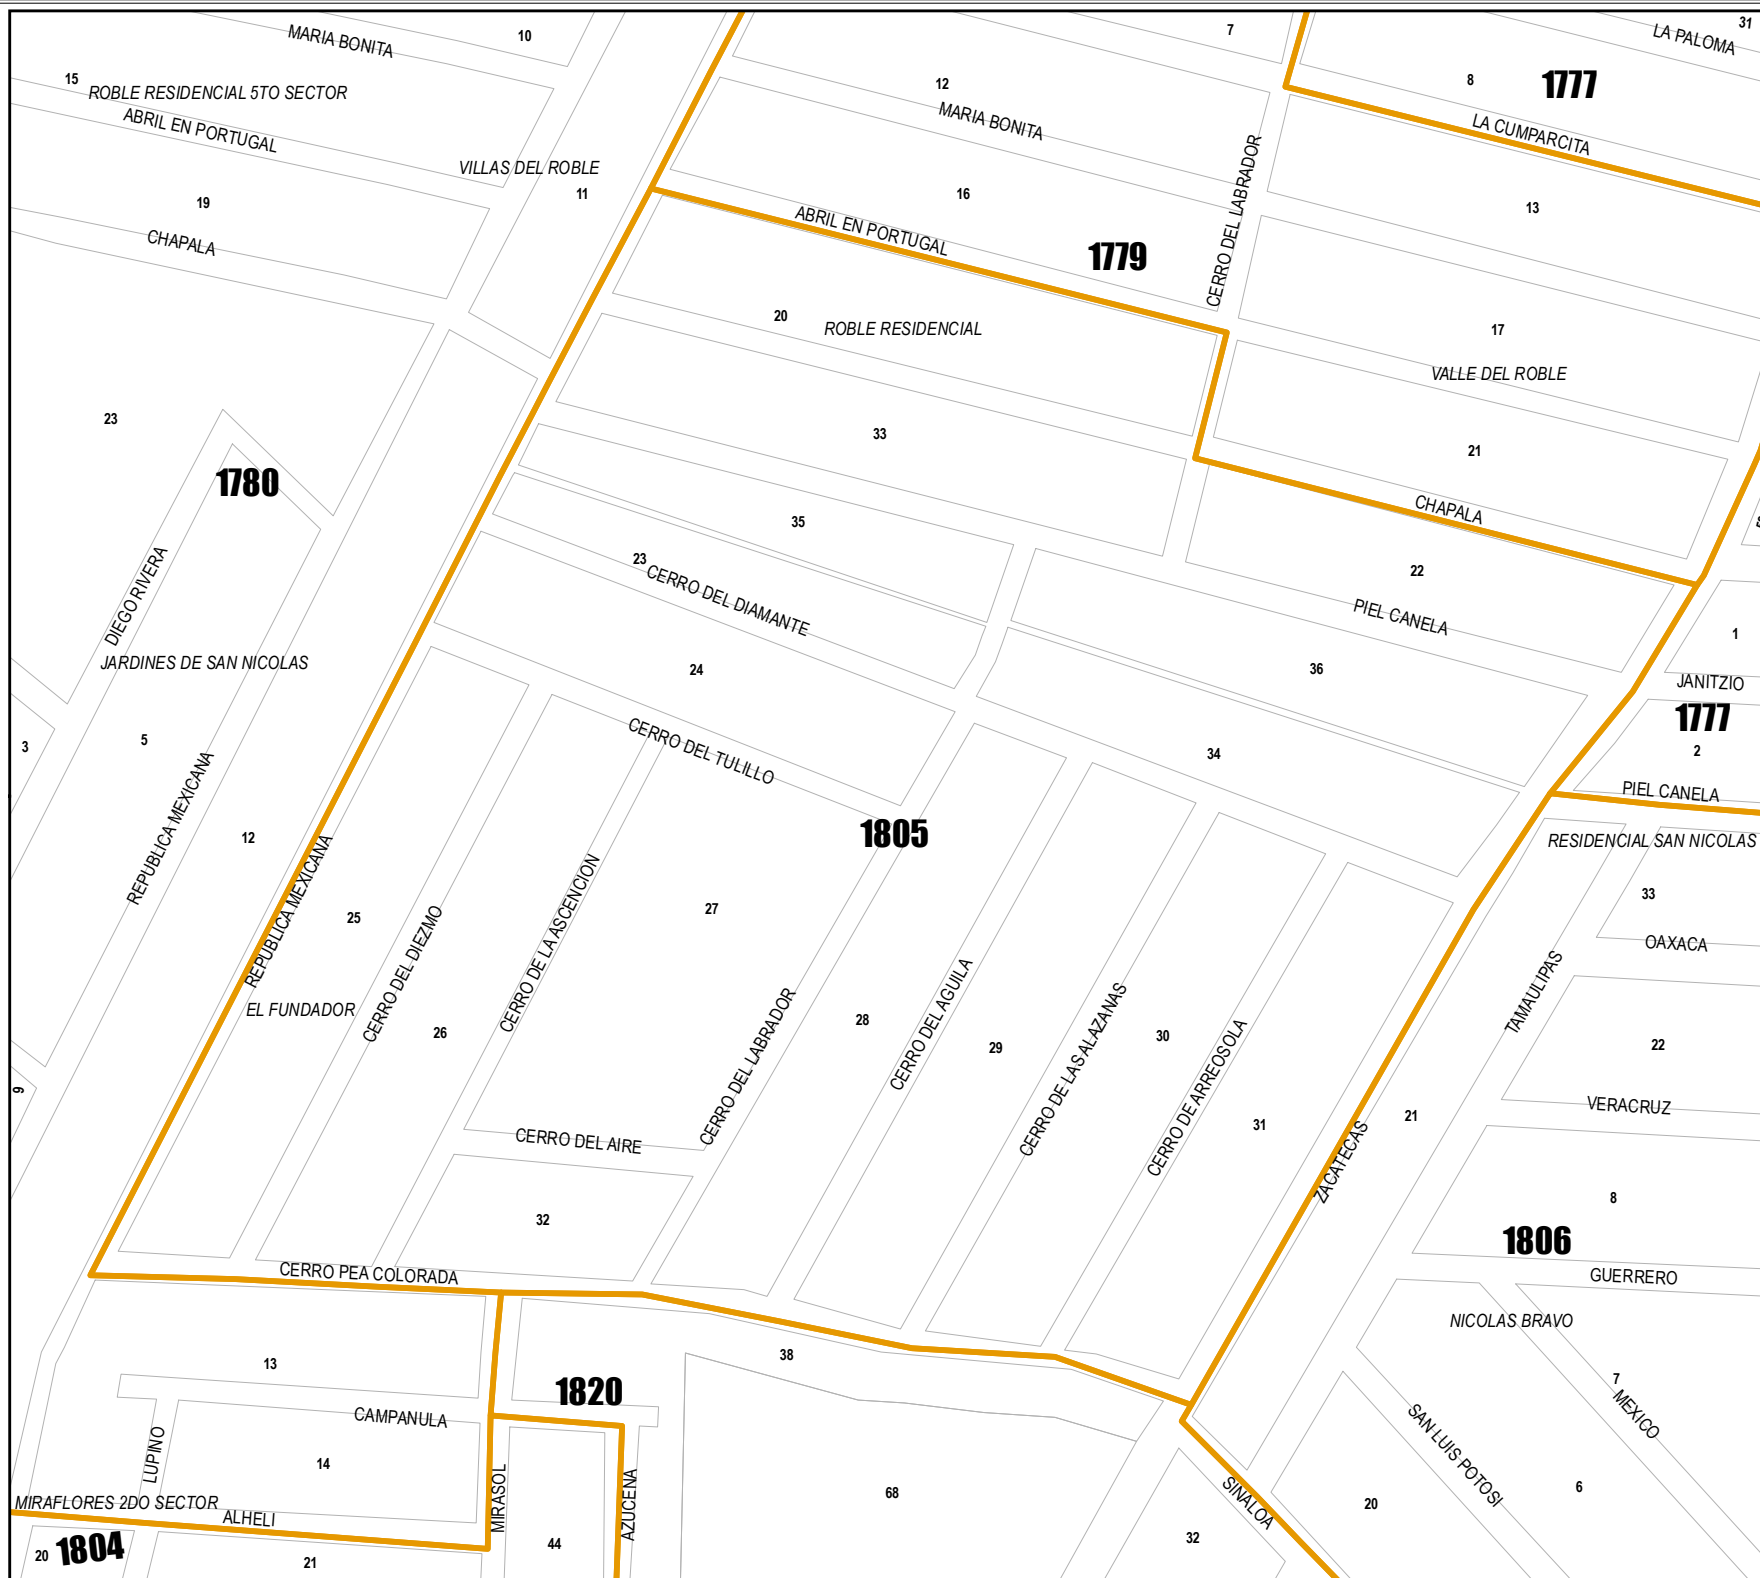 31
LA PALOMA
10
MARIA BONITA
7
15
8
1777
12
ROBLE RESIDENCIAL 5TO SECTOR
MARIA BONITA
LA CUMPARCITA
ABRIL EN PORTUGAL
VILLAS DEL ROBLE
11
16
CERRO DEL LABRADOR
19
13
ABRIL EN PORTUGAL
CHAPALA
1779
20
ROBLE RESIDENCIAL
17
VALLE DEL ROBLE
23
33
21
1780
CHAPALA
35
23
CERRO DEL DIAMANTE
22
DIEGO RIVERA
PIEL CANELA
1
JARDINES DE SAN NICOLAS
24
36
JANITZIO
1777
5
3
CERRO DEL TULILLO
34
2
PIEL CANELA
REPUBLICA MEXICANA
12
1805
RESIDENCIAL SAN NICOLAS
REPUBLICA MEXICANA
33
25
27
CERRO DE LA ASCENCION
OAXACA
CERRO DEL DIEZMO
EL FUNDADOR
26
28
CERRO DEL AGUILA
TAMAULIPAS
CERRO DEL LABRADOR
29
30
CERRO DE LAS ALAZANAS
CERRO DE ARREOSOLA
22
9
VERACRUZ
31
21
CERRO DEL AIRE
ZACATECAS
32
8
1806
CERRO PEA COLORADA
GUERRERO
NICOLAS BRAVO
13
38
1820
7
MEXICO
CAMPANULA
SAN LUIS POTOSI
LUPINO
14
MIRASOL
AZUCENA
68
SINALOA
6
20
MIRAFLORES 2DO SECTOR
ALHELI
32
44
20
1804
21